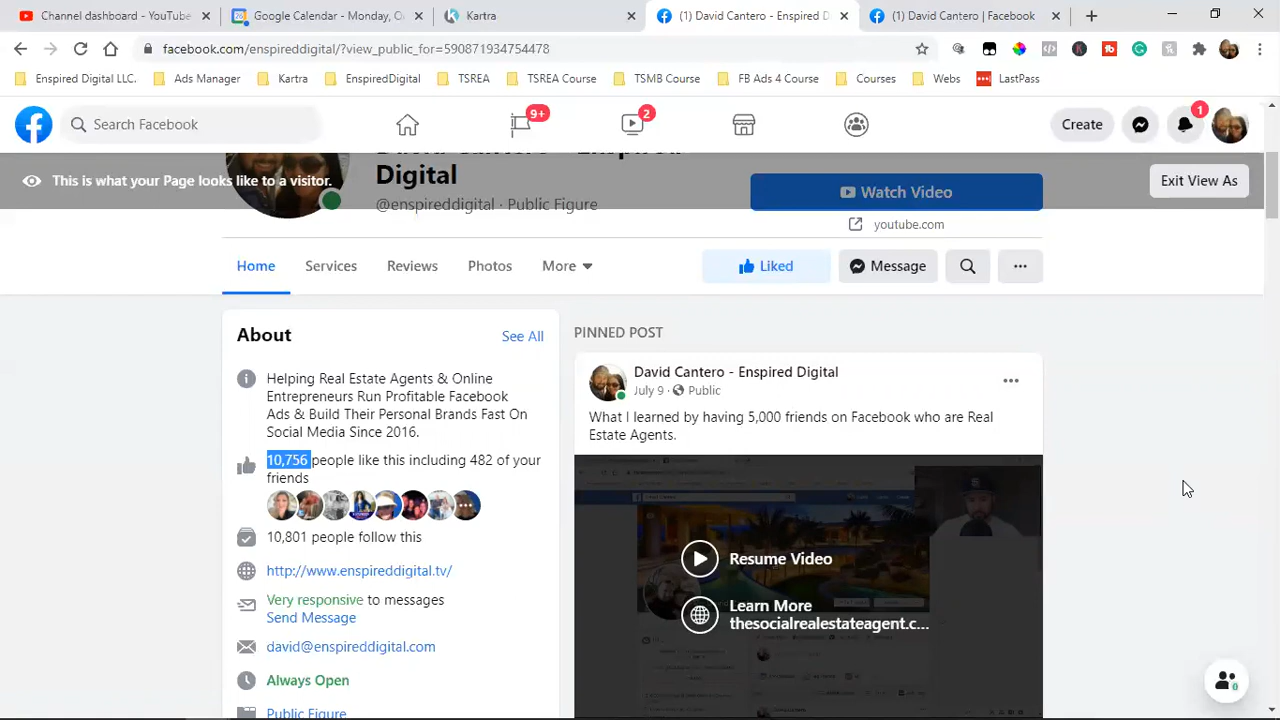 Channel dashboard - YouTube
Google Calendar - Monday,
Kartra
(1) David Cantero - Enspired D
(1) David Cantero | Facebook
facebook.com/enspireddigital/?view_public_for=590871934754478
Enspired Digital LLC.
Ads Manager
Kartra
EnspiredDigital
TSREA
TSREA Course
TSMB Course
FB Ads 4 Course
Courses
Webs
LastPass
Search Facebook
9+
2
Create
1
This is what your Page looks like to a visitor.
Exit View As
Digital
@enspireddigital · Public Figure
Watch Video
youtube.com
Home
Services
Reviews
Photos
More
Liked
Message
About
See All
Helping Real Estate Agents & Online
Entrepreneurs Run Profitable Facebook
Ads & Build Their Personal Brands Fast On
Social Media Since 2016.
10,756 people like this including 482 of your
friends
10,801 people follow this
http://www.enspireddigital.tv/
Very responsive to messages
Send Message
david@enspireddigital.com
Always Open
Public Figure
PINNED POST
David Cantero - Enspired Digital
July 9 · Public
What I learned by having 5,000 friends on Facebook who are Real
Estate Agents.
Resume Video
Learn More
thesocialrealestateagent.c...